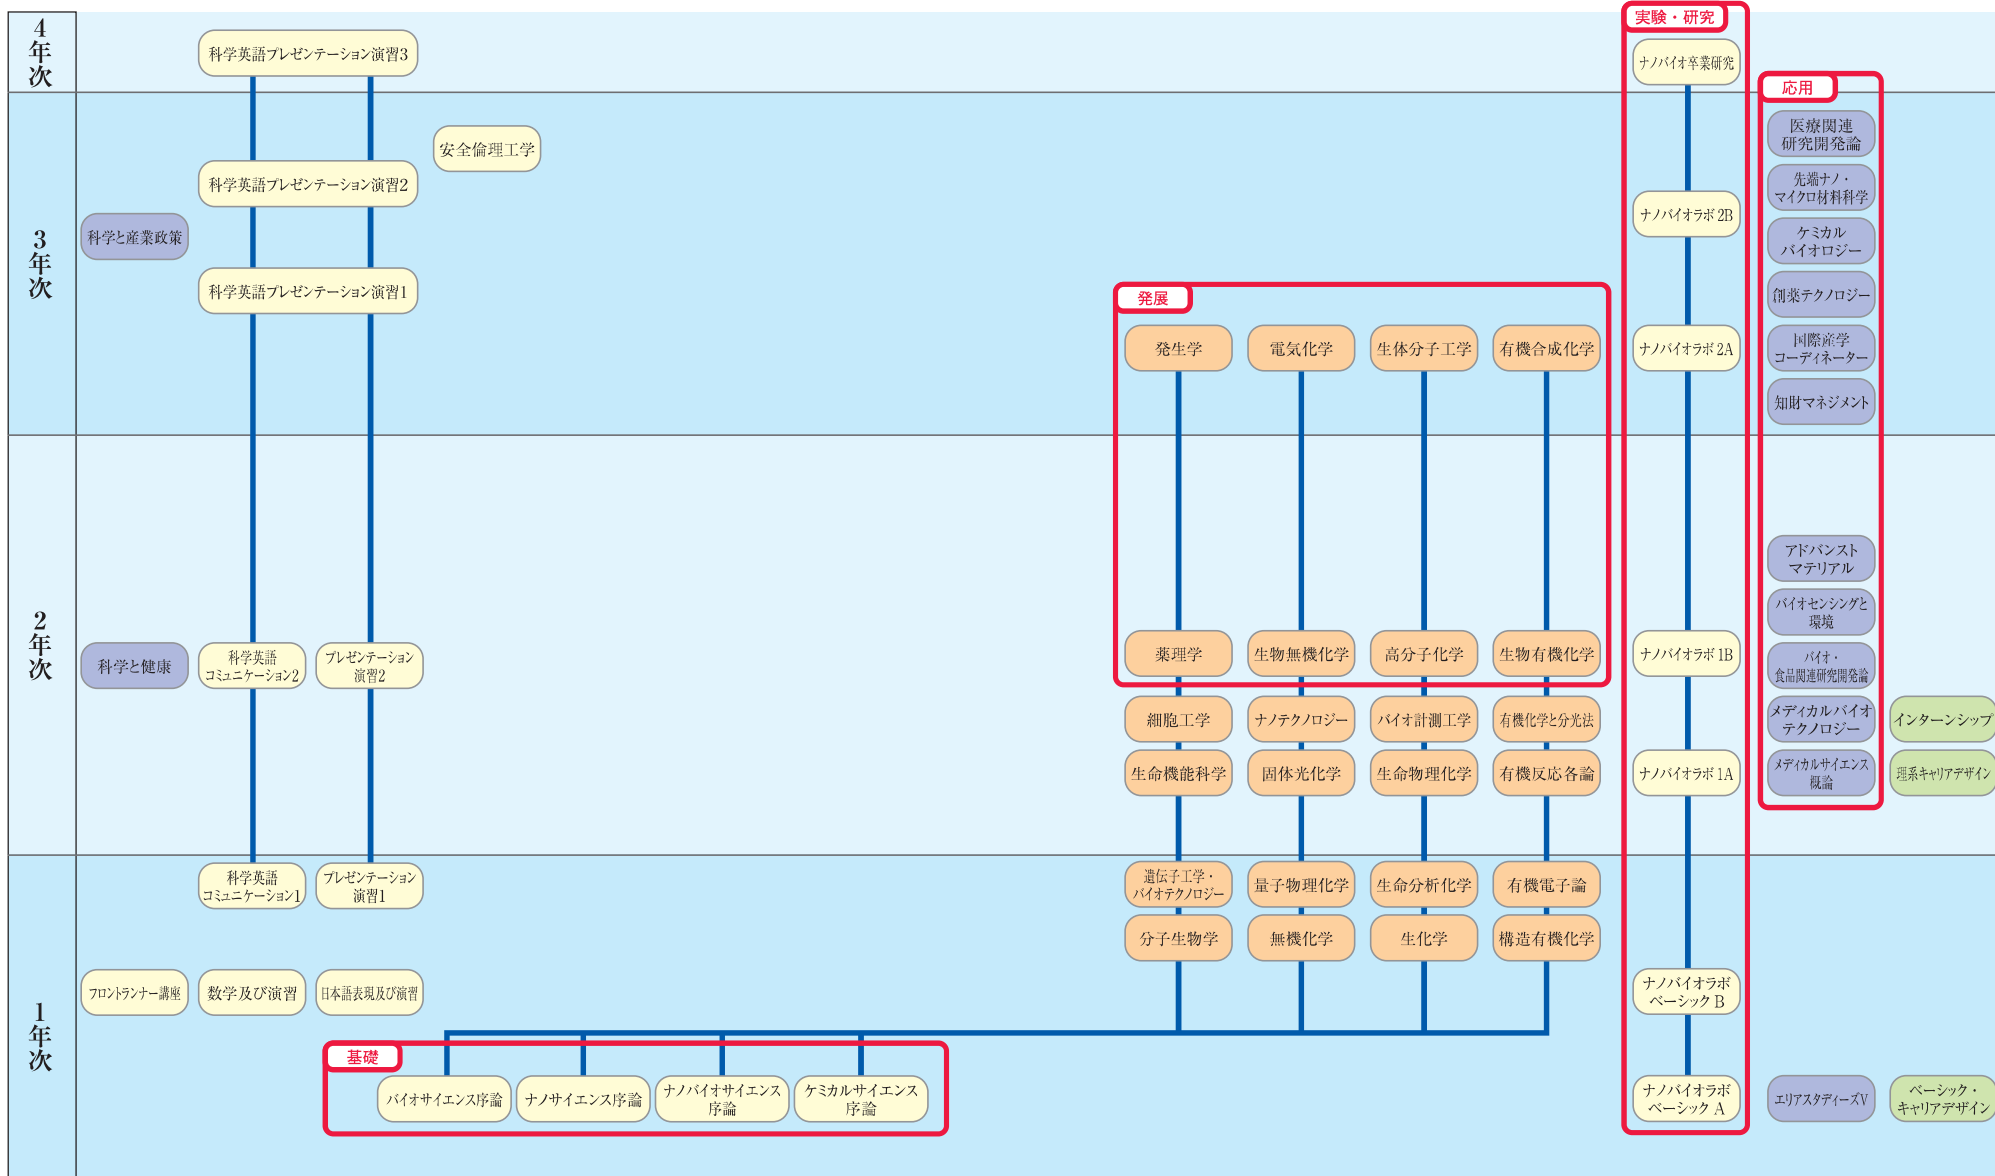 4年次
科学英語プレゼンテーション演習3
実験・研究
ナノバイオ卒業研究
3年次
安全倫理工学
科学英語プレゼンテーション演習2
科学と産業政策
科学英語プレゼンテーション演習1
ナノバイオラボ2B
ナノバイオラボ2A
発展
発生学
電気化学
生体分子工学
有機合成化学
応用
医療関連
研究開発論
先端ナノ・
マイクロ材料科学
ケミカル
バイオロジー
創薬テクノロジー
国際産学
コーディネーター
知財マネジメント
2年次
科学と健康
科学英語
コミュニケーション2
プレゼンテーション
演習2
薬理学
生物無機化学
高分子化学
生物有機化学
ナノバイオラボ1B
細胞工学
ナノテクノロジー
バイオ計測工学
有機化学と分光法
生命機能科学
固体光化学
生命物理化学
有機反応各論
ナノバイオラボ1A
アドバンスト
マテリアル
バイオセンシングと
環境
バイオ・
食品関連研究開発論
メディカルバイオ
テクノロジー
メディカルサイエンス
概論
インターンシップ
理系キャリアデザイン
1年次
科学英語
コミュニケーション1
プレゼンテーション
演習1
遺伝子工学・
バイオテクノロジー
量子物理化学
生命分析化学
有機電子論
分子生物学
無機化学
生化学
構造有機化学
フロントランナー講座
数学及び演習
日本語表現及び演習
ナノバイオラボ
ベーシック B
基礎
バイオサイエンス序論
ナノサイエンス序論
ナノバイオサイエンス
序論
ケミカルサイエンス
序論
ナノバイオラボ
ベーシック A
エリアスタディーズV
ベーシック・
キャリアデザイン